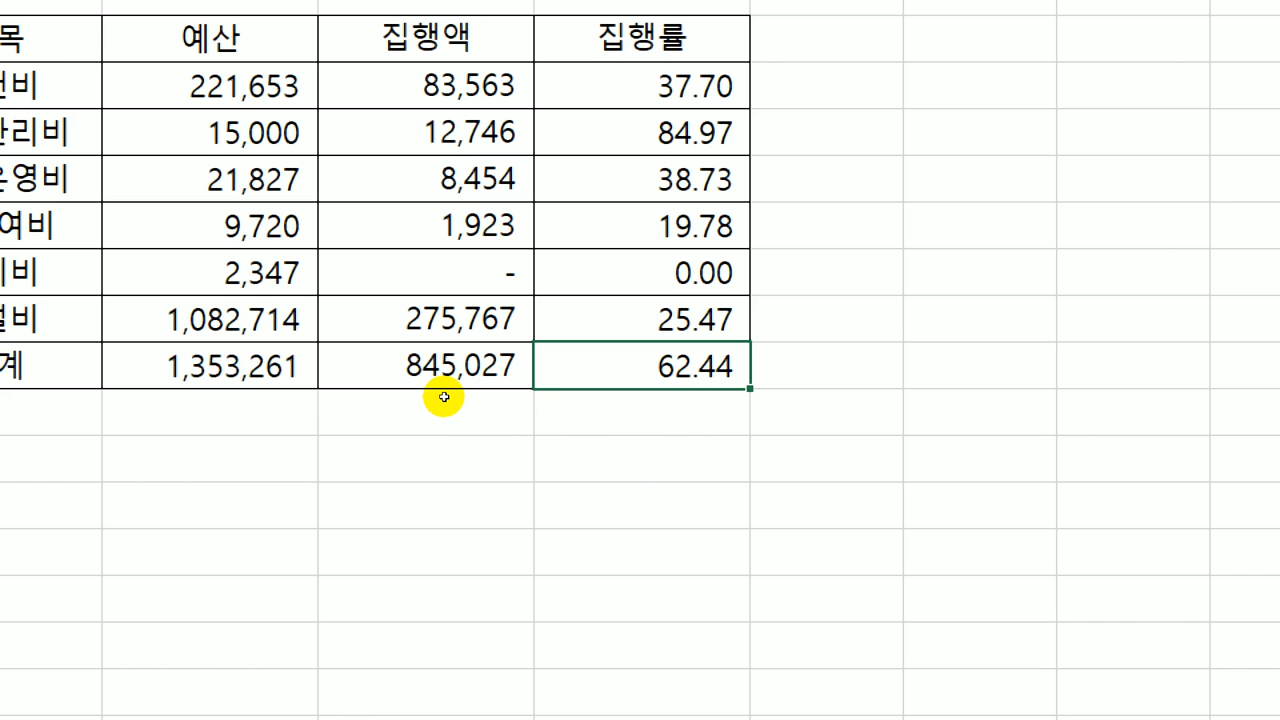 목 예산 집행액 집행률
비 221,653 83,563 37.70
관리비 15,000 12,746 84.97
운영비 21,827 8,454 38.73
여비 9,720 1,923 19.78
비 2,347 - 0.00
설비 1,082,714 275,767 25.47
계 1,353,261 845,027 62.44